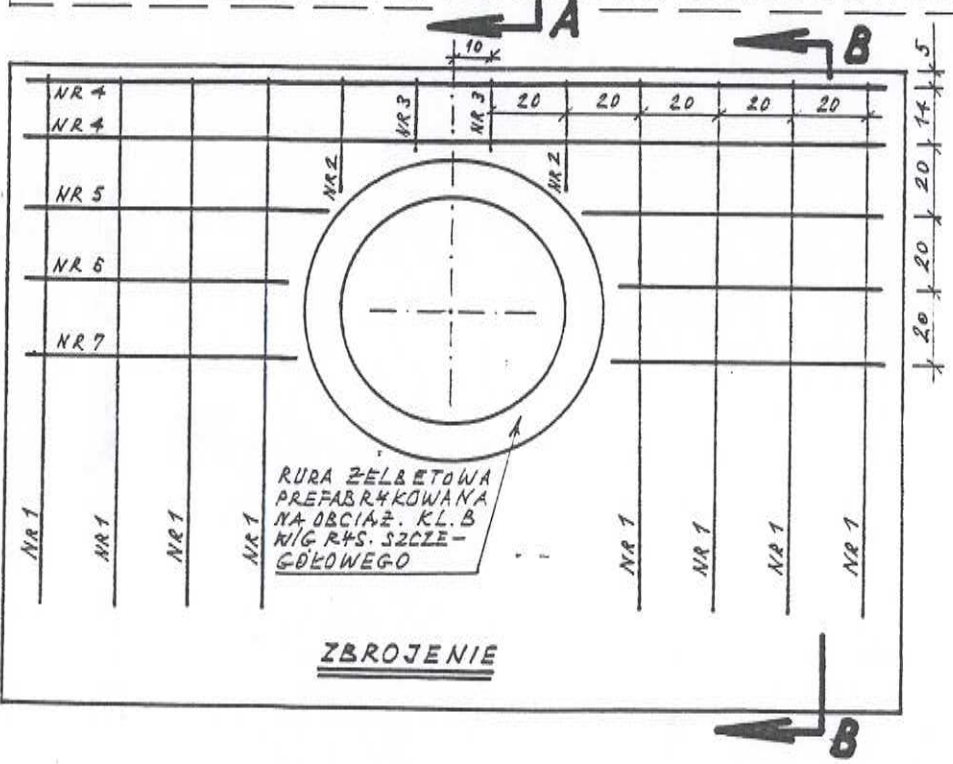 A
10
B
5
NR 4
NR 3
NR 3
20
20
20
20
20
14
NR 4
NR 2
NR 2
20
NR 5
NR 6
20
NR 7
20
RURA ŻELBETOWA
PREFABRYKOWANA
NA OBCIĄŻ. KL. B
W/G RYS. SZCZE-
GÓŁOWEGO
NR 1
NR 1
NR 1
NR 1
NR 1
NR 1
NR 1
NR 1
ZBROJENIE
B